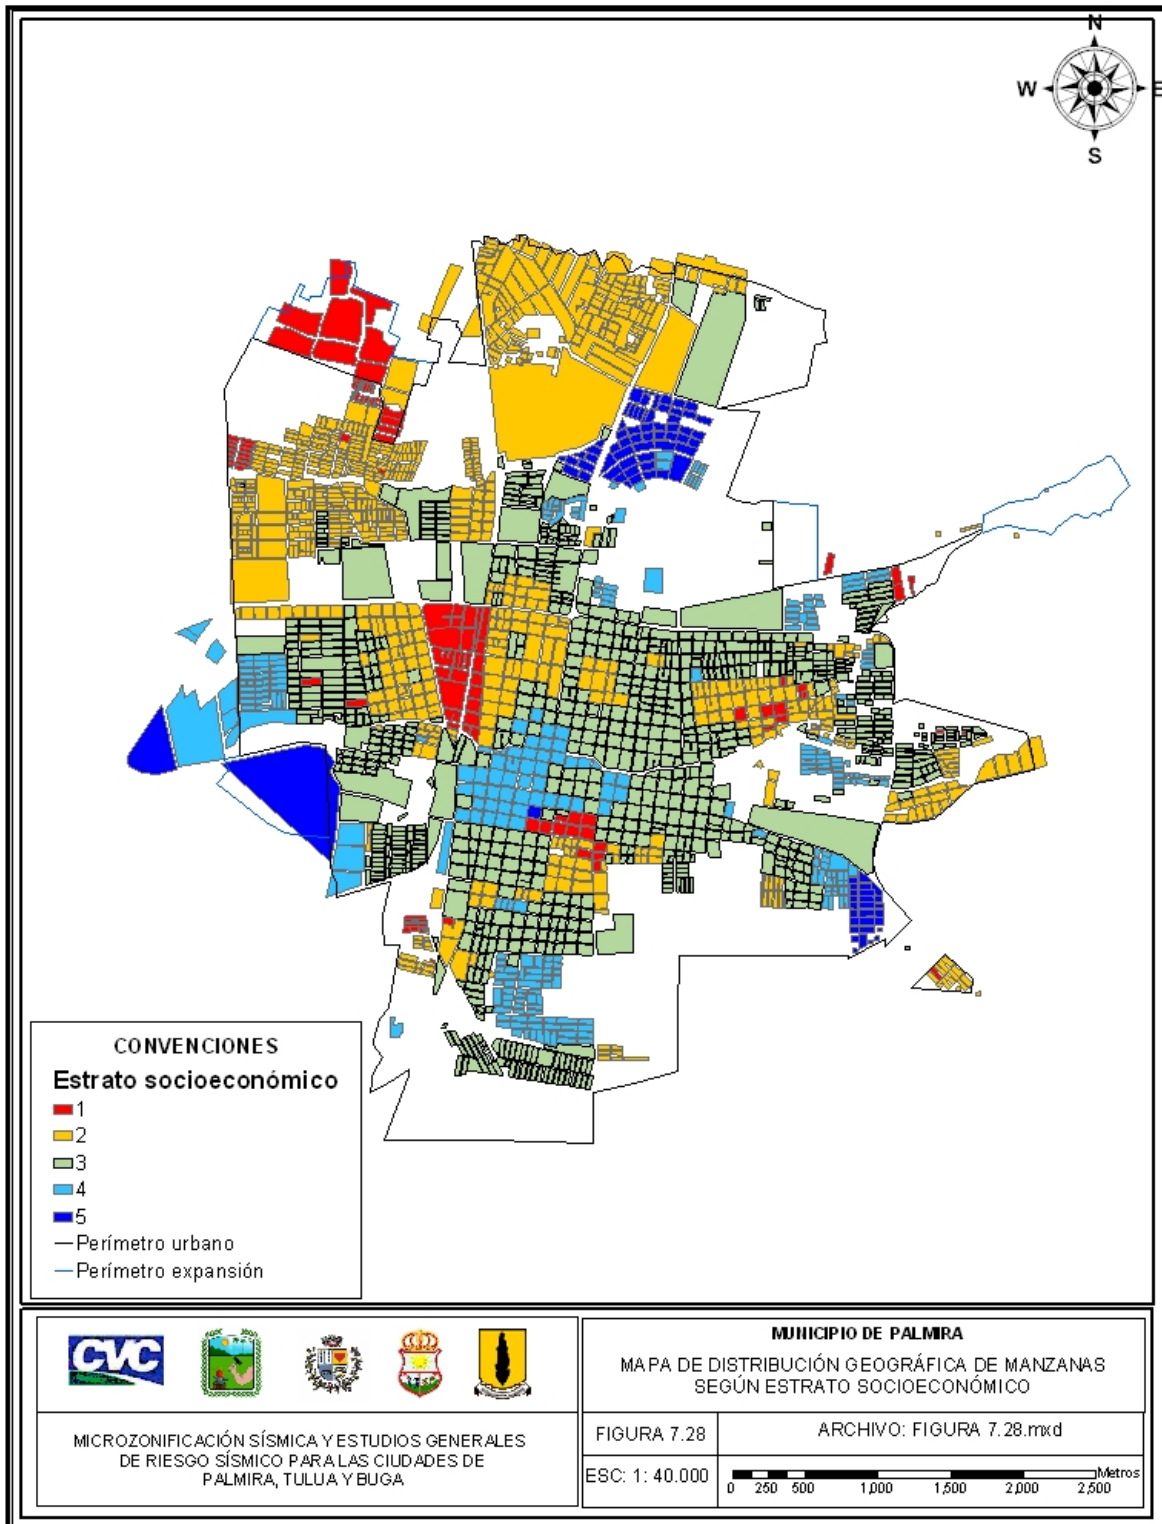 N
W
E
S
CONVENCIONES
Estrato socioeconómico
1
2
3
4
5
Perímetro urbano
Perímetro expansión
CVC
MUNICIPIO DE PALMIRA
MAPA DE DISTRIBUCIÓN GEOGRÁFICA DE MANZANAS
SEGÚN ESTRATO SOCIOECONÓMICO
MICROZONIFICACIÓN SÍSMICA Y ESTUDIOS GENERALES
DE RIESGO SÍSMICO PARA LAS CIUDADES DE
PALMIRA, TULUA Y BUGA
FIGURA 7.28
ARCHIVO: FIGURA 7.28.mxd
ESC: 1: 40.000
Metros
0 250 500 1,000 1,500 2,000 2,500